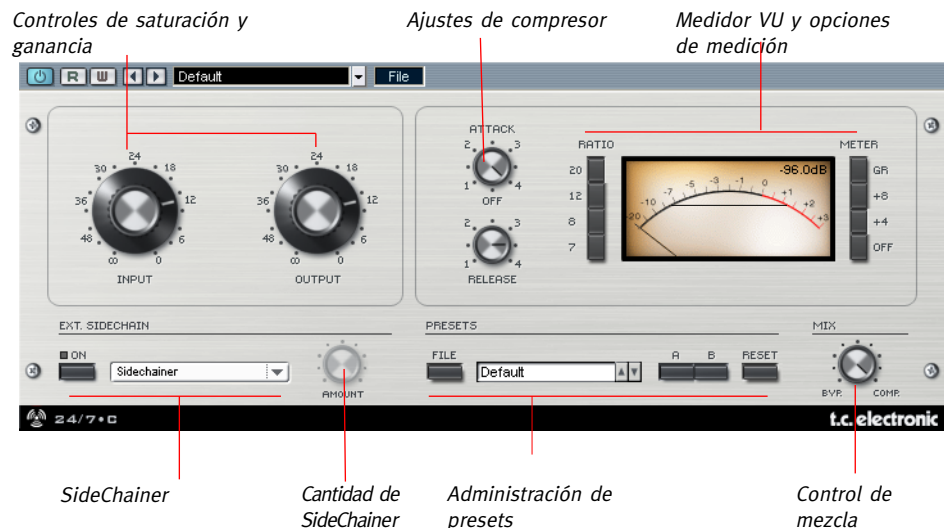 Controles de saturación y
ganancia
Ajustes de compresor
Medidor VU y opciones
de medición
R W Default File
ATTACK
2 3
1 4
OFF
RELEASE
1 4
RATIO
20
12
8
7
-96.0dB
-20 -10 -7 -5 -3 -1 0 +1 +2 +3
METER
GR
+8
+4
OFF
24
30 18
36 12
48 6
∞ 0
INPUT
24
30 18
36 12
48 6
∞ 0
OUTPUT
EXT. SIDECHAIN
ON
Sidechainer
AMOUNT
PRESETS
FILE
Default
A B RESET
MIX
BYP. COMP.
24/7•C
t.c. electronic
SideChainer
Cantidad de
SideChainer
Administración de
presets
Control de
mezcla